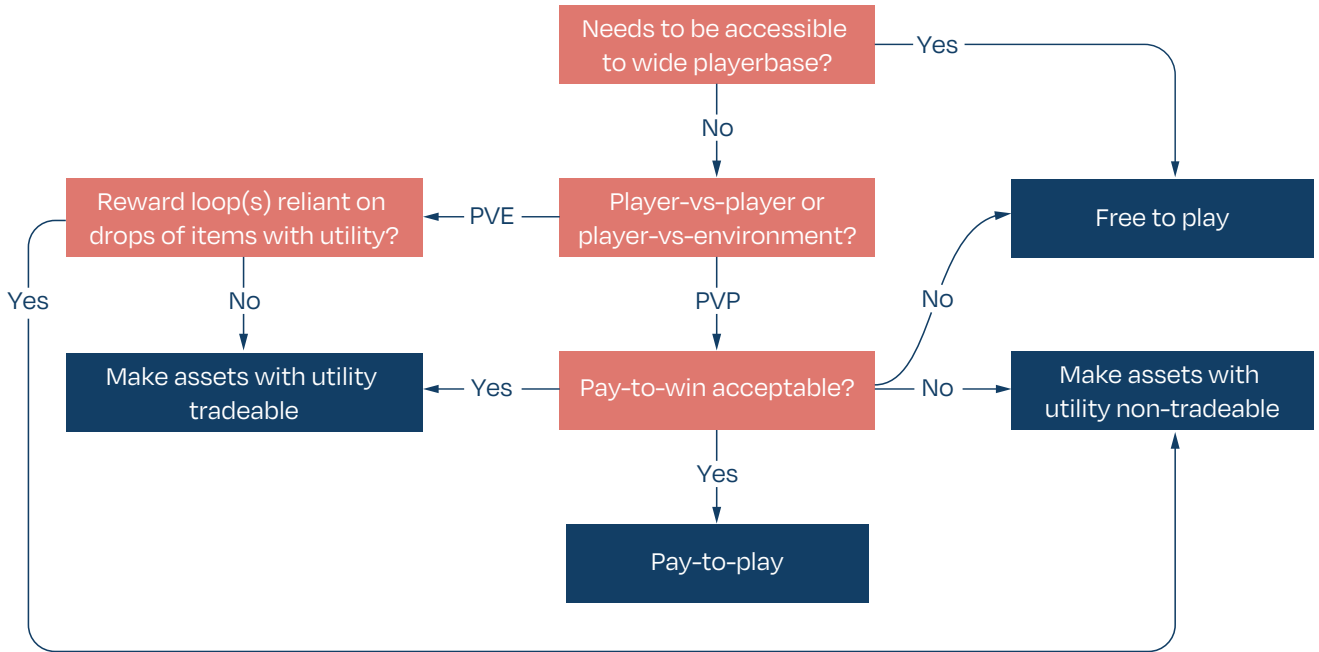 Needs to be accessible
to wide playerbase?
Yes
No
Reward loop(s) reliant on
drops of items with utility?
PVE
Player-vs-player or
player-vs-environment?
Free to play
Yes
No
PVP
No
Make assets with utility
tradeable
Yes
Pay-to-win acceptable?
No
Make assets with
utility non-tradeable
Yes
Pay-to-play